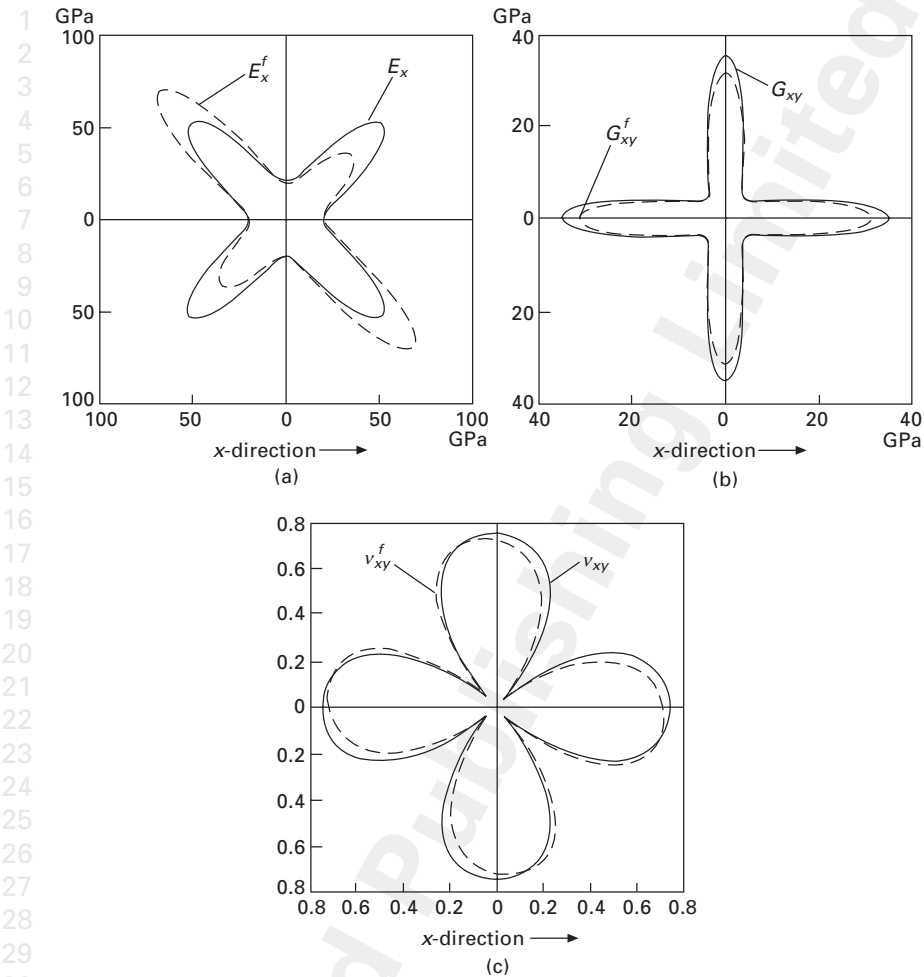 1
2
3
4
5
6
7
8
9
10
11
12
13
14
15
16
17
18
19
20
21
22
23
24
25
26
27
28
29
GPa
100
50
0
50
100
100 50 0 50 100
GPa
E_x^f
E_x
x-direction
(a)
GPa
40
20
0
20
40
40 20 0 20 40
GPa
G_xy
G_xy^f
x-direction
(b)
0.8
0.6
0.4
0.2
0
0.2
0.4
0.6
0.8
0.8 0.6 0.4 0.2 0 0.2 0.4 0.6 0.8
ν_xy^f
ν_xy
x-direction
(c)
d Publishing Limited